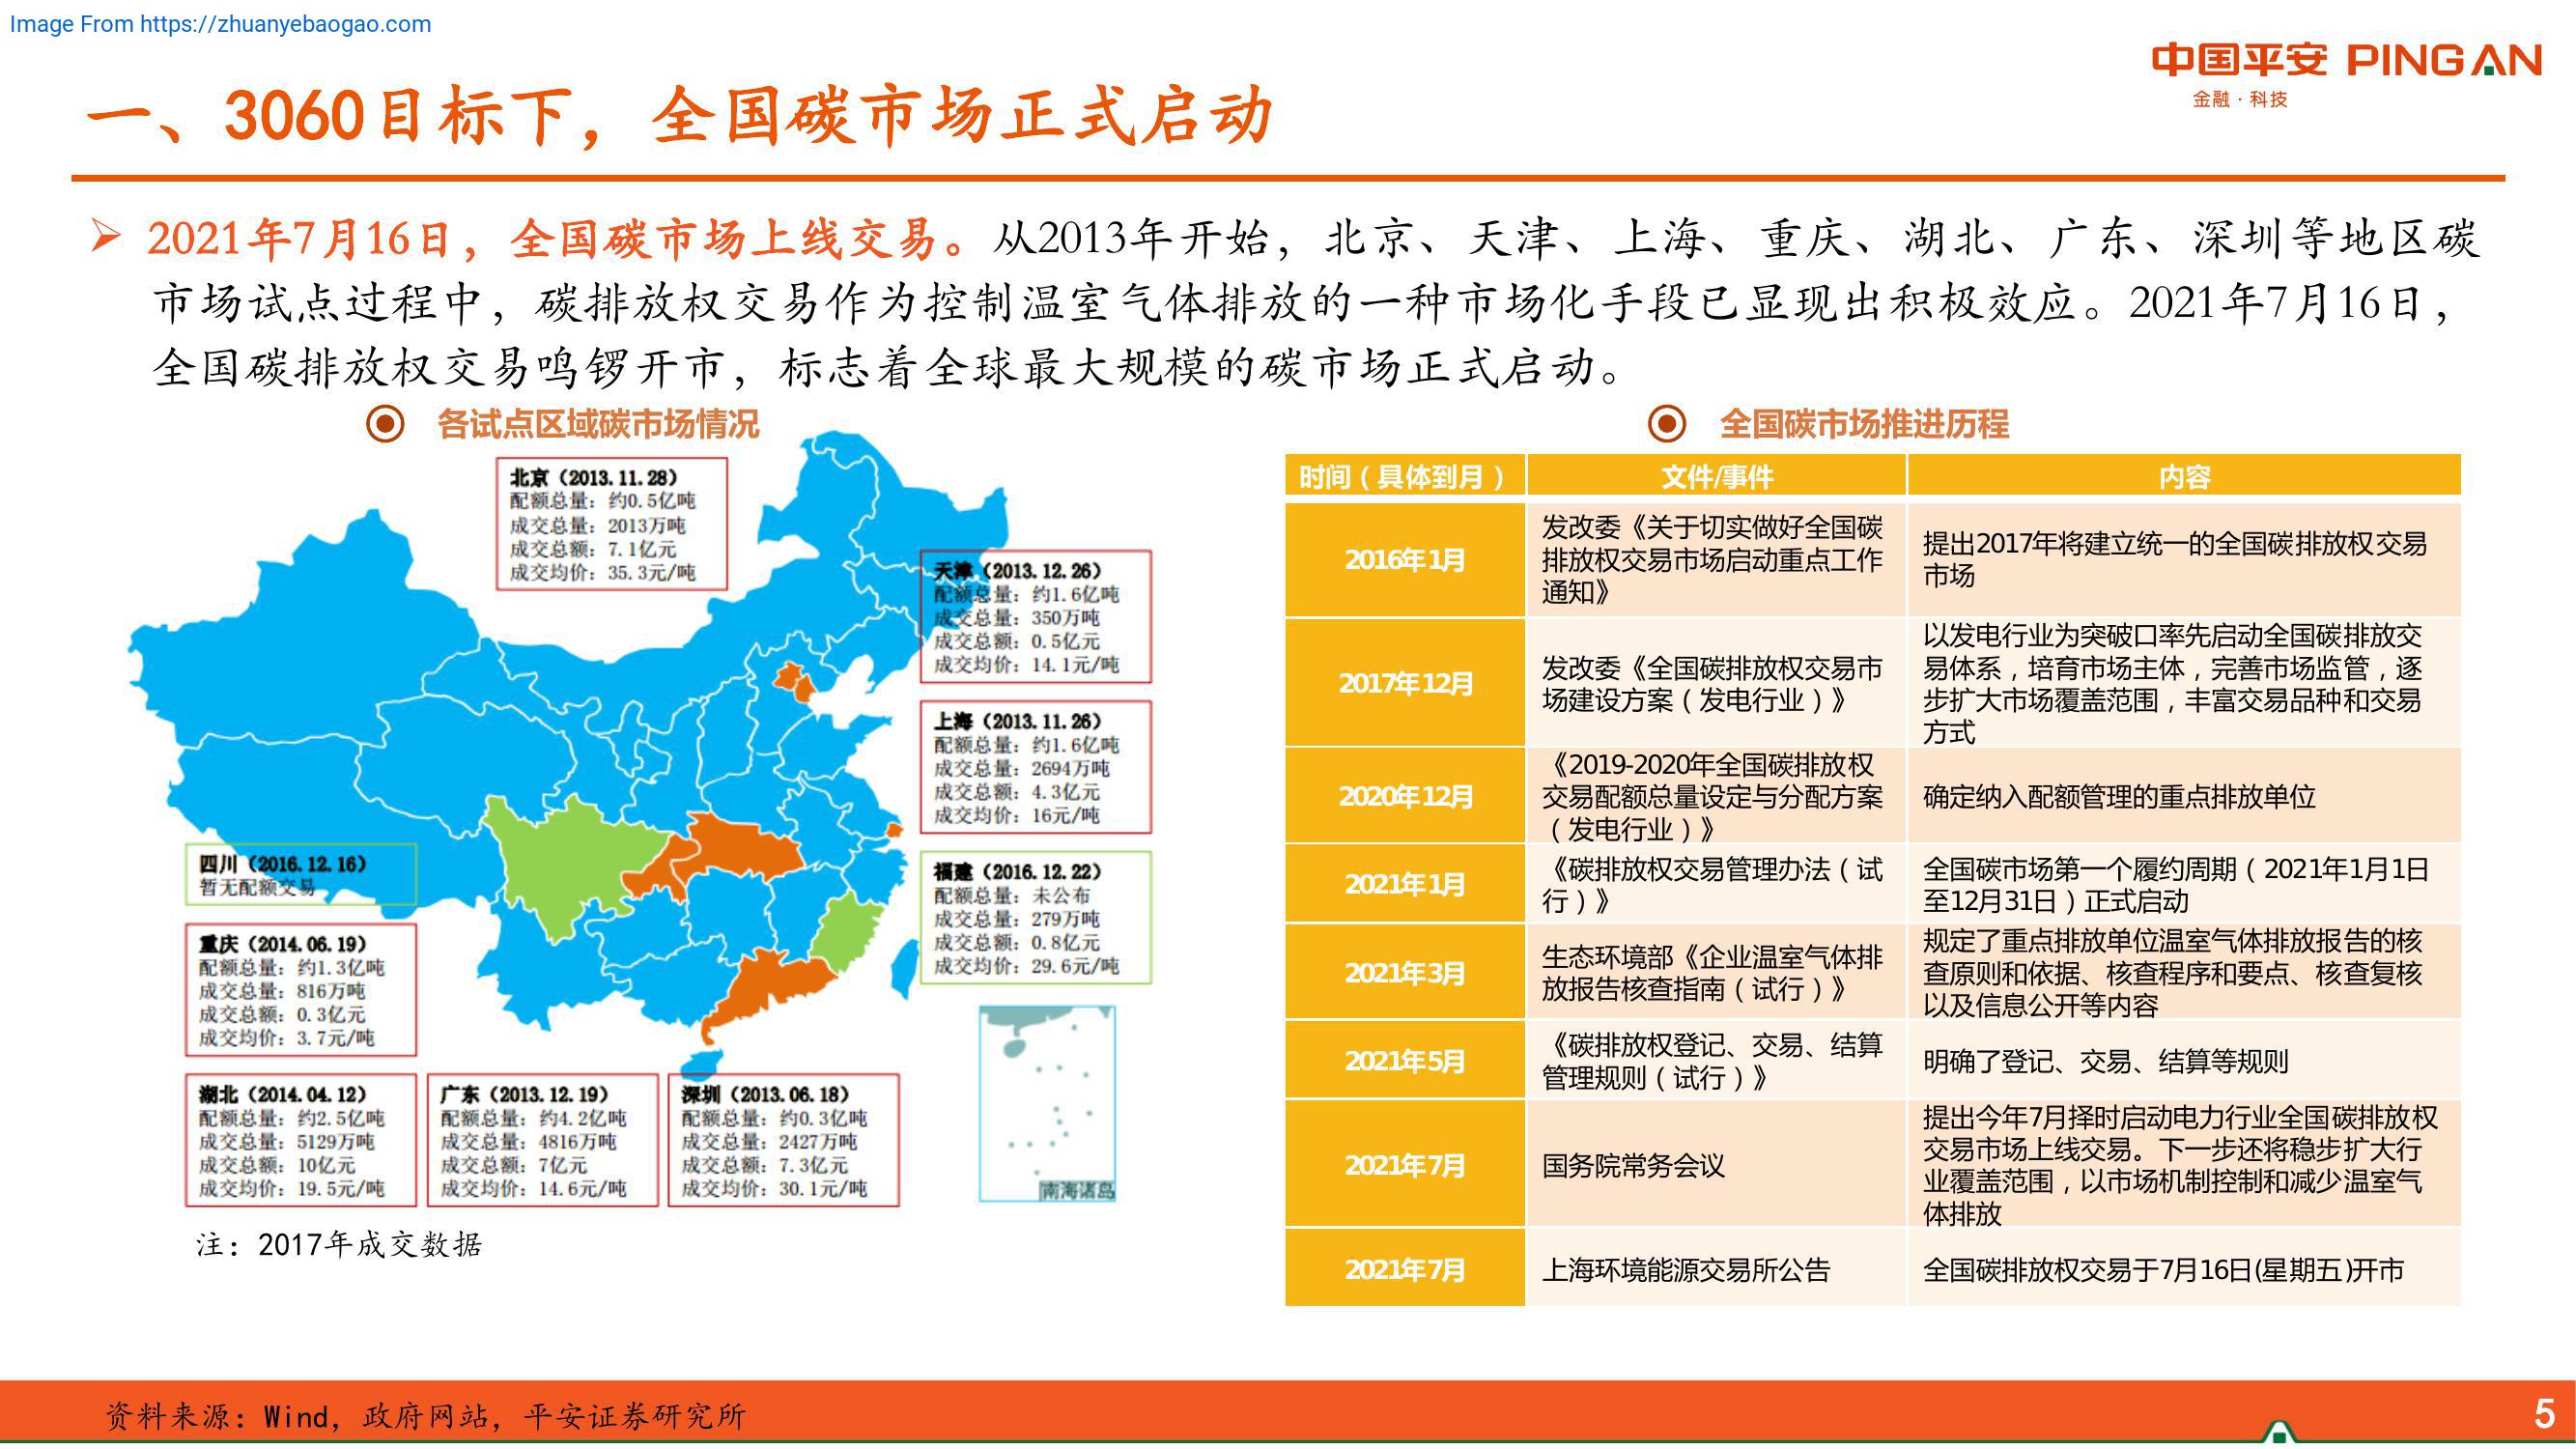 Image From https://zhuanyebaogao.com
中国平安 PINGAN
金融·科技
一、3060目标下，全国碳市场正式启动
2021年7月16日，全国碳市场上线交易。从2013年开始，北京、天津、上海、重庆、湖北、广东、深圳等地区碳
市场试点过程中，碳排放权交易作为控制温室气体排放的一种市场化手段已显现出积极效应。2021年7月16日，
全国碳排放权交易鸣锣开市，标志着全球最大规模的碳市场正式启动。
各试点区域碳市场情况
北京（2013.11.28）
配额总量：约0.5亿吨
成交总量：2013万吨
成交总额：7.1亿元
成交均价：35.3元/吨
天津（2013.12.26）
配额总量：约1.6亿吨
成交总量：350万吨
成交总额：0.5亿元
成交均价：14.1元/吨
上海（2013.11.26）
配额总量：约1.6亿吨
成交总量：2694万吨
成交总额：4.3亿元
成交均价：16元/吨
四川（2016.12.16）
暂无配额交易
福建（2016.12.22）
配额总量：未公布
成交总量：279万吨
成交总额：0.8亿元
成交均价：29.6元/吨
重庆（2014.06.19）
配额总量：约1.3亿吨
成交总量：816万吨
成交总额：0.3亿元
成交均价：3.7元/吨
湖北（2014.04.12）
配额总量：约2.5亿吨
成交总量：5129万吨
成交总额：10亿元
成交均价：19.5元/吨
广东（2013.12.19）
配额总量：约4.2亿吨
成交总量：4816万吨
成交总额：7亿元
成交均价：14.6元/吨
深圳（2013.06.18）
配额总量：约0.3亿吨
成交总量：2427万吨
成交总额：7.3亿元
成交均价：30.1元/吨
南海诸岛
注：2017年成交数据
全国碳市场推进历程
时间（具体到月） 文件/事件 内容
2016年1月
发改委《关于切实做好全国碳
排放权交易市场启动重点工作
通知》
提出2017年将建立统一的全国碳排放权交易
市场
2017年12月
发改委《全国碳排放权交易市
场建设方案（发电行业）》
以发电行业为突破口率先启动全国碳排放交
易体系，培育市场主体，完善市场监管，逐
步扩大市场覆盖范围，丰富交易品种和交易
方式
2020年12月
《2019-2020年全国碳排放权
交易配额总量设定与分配方案
（发电行业）》
确定纳入配额管理的重点排放单位
2021年1月
《碳排放权交易管理办法（试
行）》
全国碳市场第一个履约周期（2021年1月1日
至12月31日）正式启动
2021年3月
生态环境部《企业温室气体排
放报告核查指南（试行）》
规定了重点排放单位温室气体排放报告的核
查原则和依据、核查程序和要点、核查复核
以及信息公开等内容
2021年5月
《碳排放权登记、交易、结算
管理规则（试行）》
明确了登记、交易、结算等规则
2021年7月
国务院常务会议
提出今年7月择时启动电力行业全国碳排放权
交易市场上线交易。下一步还将稳步扩大行
业覆盖范围，以市场机制控制和减少温室气
体排放
2021年7月
上海环境能源交易所公告
全国碳排放权交易于7月16日(星期五)开市
资料来源：Wind，政府网站，平安证券研究所
5